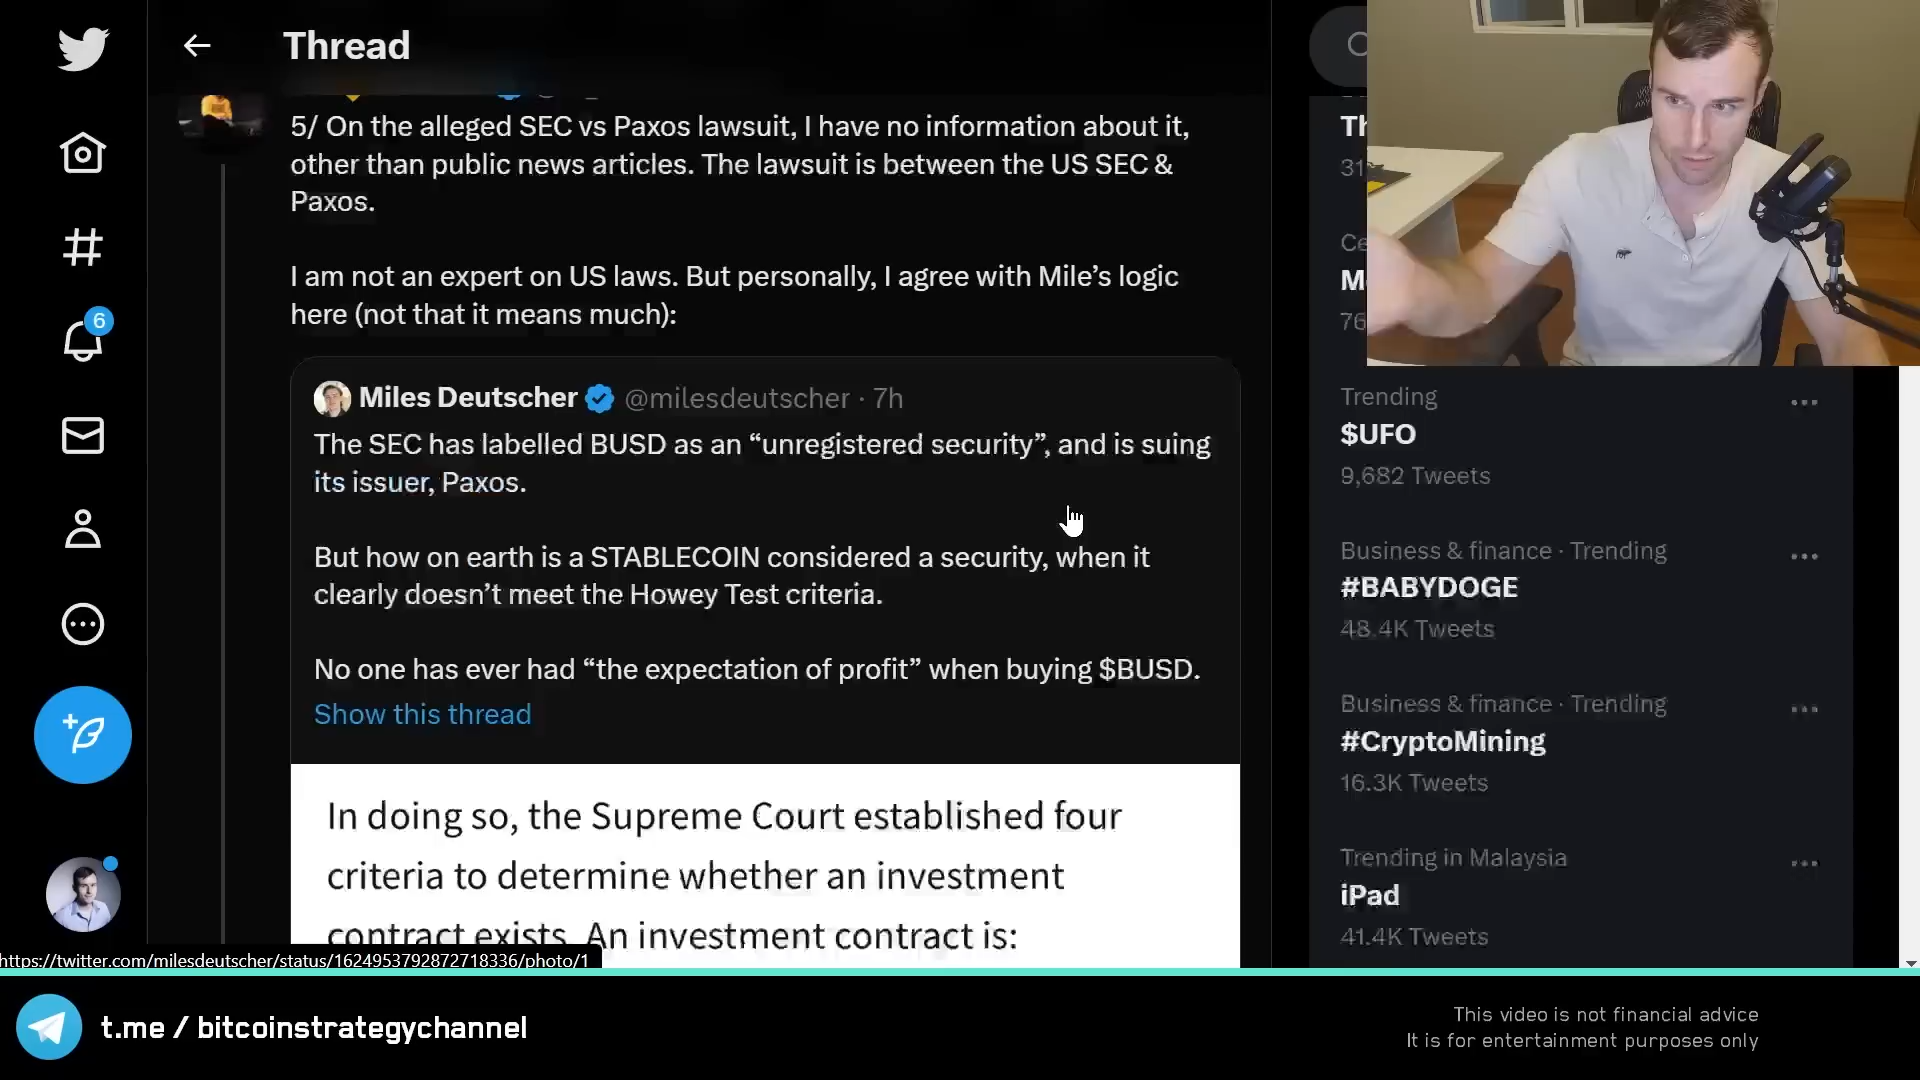 Thread
5/ On the alleged SEC vs Paxos lawsuit, I have no information about it,
other than public news articles. The lawsuit is between the US SEC &
Paxos.
I am not an expert on US laws. But personally, I agree with Mile’s logic
here (not that it means much):
Miles Deutscher @milesdeutscher · 7h
The SEC has labelled BUSD as an “unregistered security”, and is suing
its issuer, Paxos.
But how on earth is a STABLECOIN considered a security, when it
clearly doesn’t meet the Howey Test criteria.
No one has ever had “the expectation of profit” when buying $BUSD.
Show this thread
In doing so, the Supreme Court established four
criteria to determine whether an investment
contract exists. An investment contract is:
https://twitter.com/milesdeutscher/status/1624953792872718336/photo/1
6
Trending
$UFO
9,682 Tweets
Business & finance · Trending
#BABYDOGE
48.4K Tweets
Business & finance · Trending
#CryptoMining
16.3K Tweets
Trending in Malaysia
iPad
41.4K Tweets
t.me / bitcoinstrategychannel
This video is not financial advice
It is for entertainment purposes only